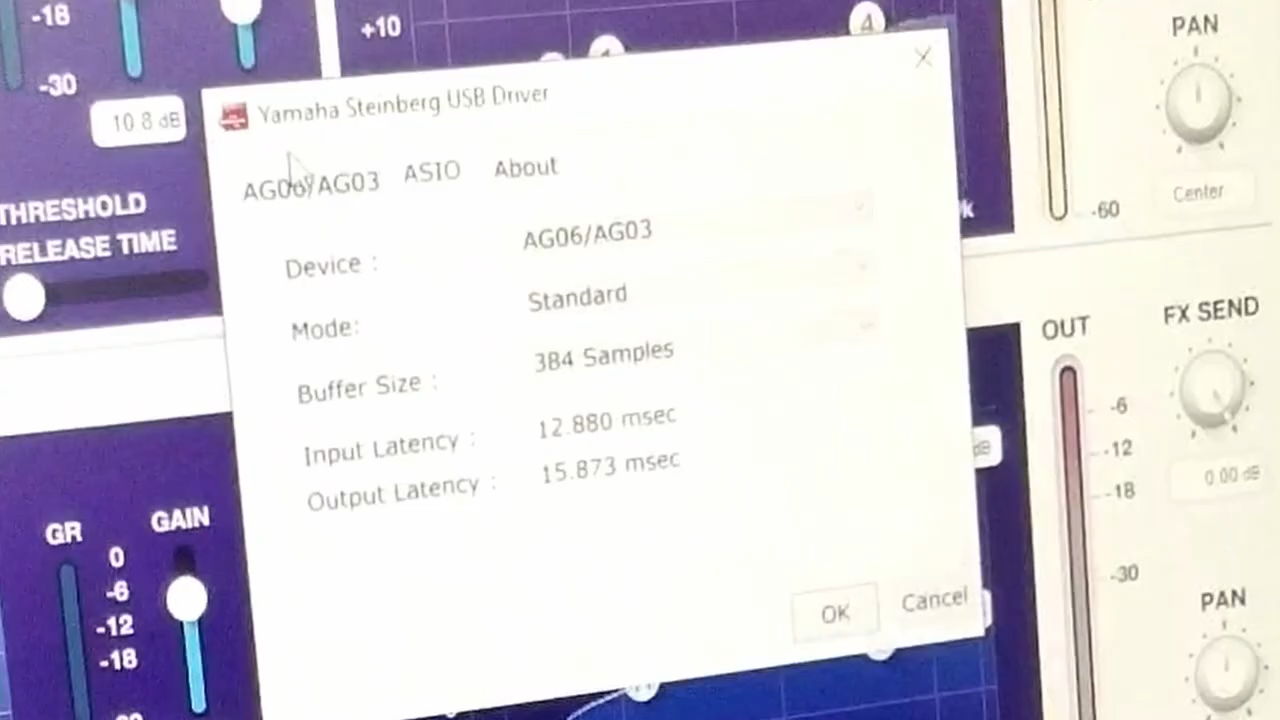 -18
-30
10.8 dB
THRESHOLD
RELEASE TIME
+10
4
Yamaha Steinberg USB Driver
AG06/AG03 ASIO About
Device : AG06/AG03
Mode: Standard
Buffer Size : 384 Samples
Input Latency : 12.880 msec
Output Latency : 15.873 msec
OK Cancel
k
PAN
-60
Center
OUT
FX SEND
-6
-12
-18
dB
0.00 dB
-30
PAN
GR
GAIN
0
-6
-12
-18